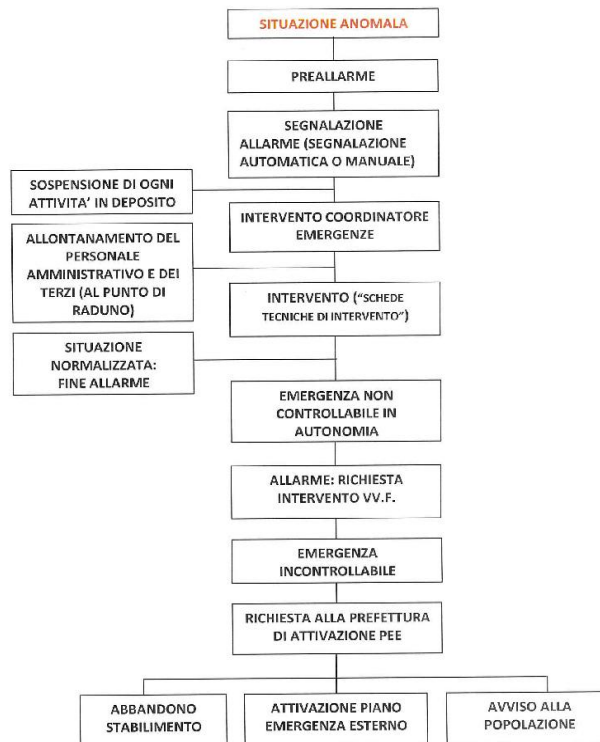 SITUAZIONE ANOMALA
PREALLARME
SEGNALAZIONE
ALLARME (SEGNALAZIONE
AUTOMATICA O MANUALE)
SOSPENSIONE DI OGNI
ATTIVITA' IN DEPOSITO
INTERVENTO COORDINATORE
EMERGENZE
ALLONTANAMENTO DEL
PERSONALE
AMMINISTRATIVO E DEI
TERZI (AL PUNTO DI
RADUNO)
INTERVENTO ("SCHEDE
TECNICHE DI INTERVENTO")
SITUAZIONE
NORMALIZZATA:
FINE ALLARME
EMERGENZA NON
CONTROLLABILE IN
AUTONOMIA
ALLARME: RICHIESTA
INTERVENTO VV.F.
EMERGENZA
INCONTROLLABILE
RICHIESTA ALLA PREFETTURA
DI ATTIVAZIONE PEE
ABBANDONO
STABILIMENTO
ATTIVAZIONE PIANO
EMERGENZA ESTERNO
AVVISO ALLA
POPOLAZIONE